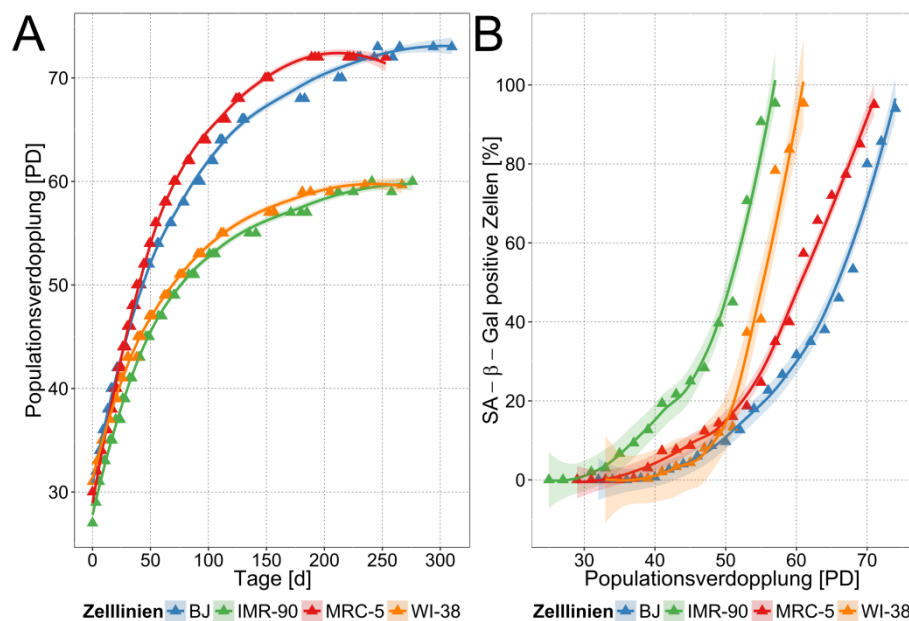 A
Populationsverdopplung [PD]
70
60
50
40
30
0 50 100 150 200 250 300
Tage [d]
Zelllinien BJ IMR-90 MRC-5 WI-38
B
SA - β - Gal positive Zellen [%]
100
80
60
40
20
0
30 40 50 60 70
Populationsverdopplung [PD]
Zelllinien BJ IMR-90 MRC-5 WI-38